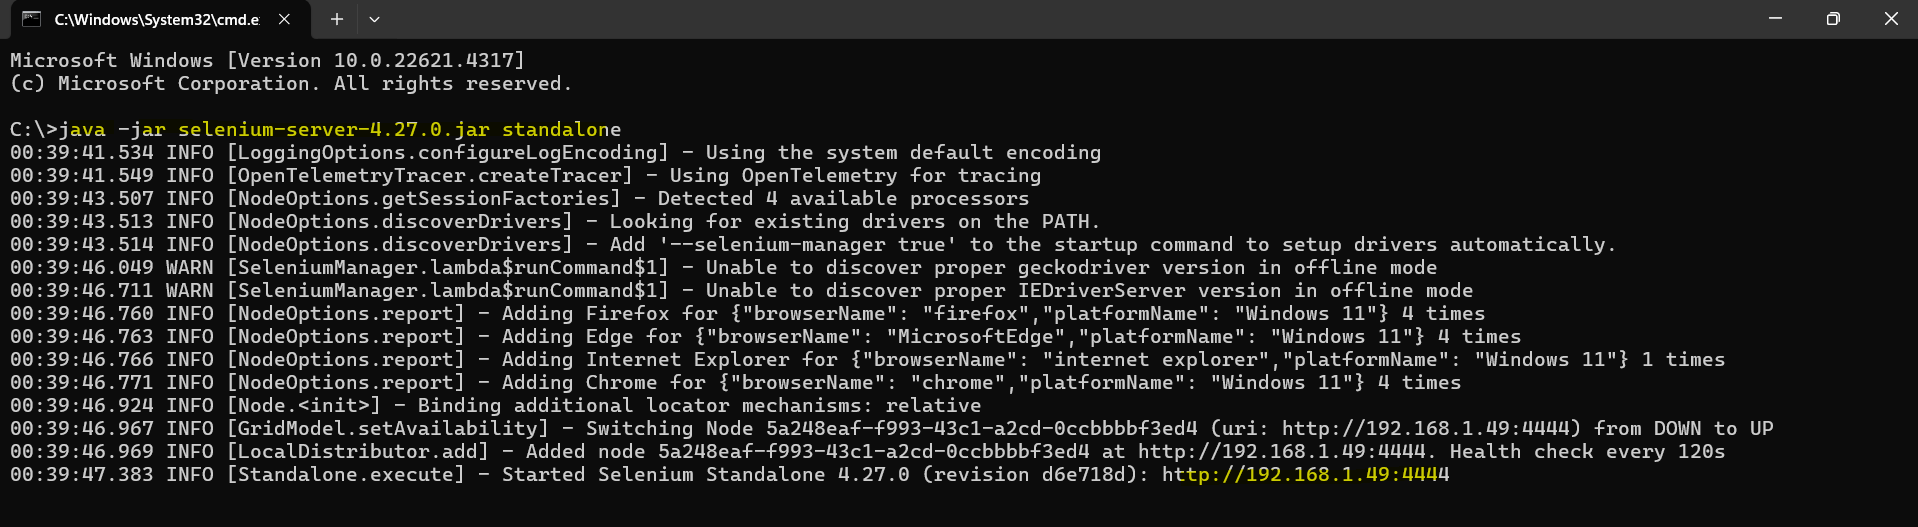 C:\Windows\System32\cmd.e
Microsoft Windows [Version 10.0.22621.4317]
(c) Microsoft Corporation. All rights reserved.
C:\>java -jar selenium-server-4.27.0.jar standalone
00:39:41.534 INFO [LoggingOptions.configureLogEncoding] - Using the system default encoding
00:39:41.549 INFO [OpenTelemetryTracer.createTracer] - Using OpenTelemetry for tracing
00:39:43.507 INFO [NodeOptions.getSessionFactories] - Detected 4 available processors
00:39:43.513 INFO [NodeOptions.discoverDrivers] - Looking for existing drivers on the PATH.
00:39:43.514 INFO [NodeOptions.discoverDrivers] - Add '--selenium-manager true' to the startup command to setup drivers automatically.
00:39:46.049 WARN [SeleniumManager.lambda$runCommand$1] - Unable to discover proper geckodriver version in offline mode
00:39:46.711 WARN [SeleniumManager.lambda$runCommand$1] - Unable to discover proper IEDriverServer version in offline mode
00:39:46.760 INFO [NodeOptions.report] - Adding Firefox for {"browserName": "firefox","platformName": "Windows 11"} 4 times
00:39:46.763 INFO [NodeOptions.report] - Adding Edge for {"browserName": "MicrosoftEdge","platformName": "Windows 11"} 4 times
00:39:46.766 INFO [NodeOptions.report] - Adding Internet Explorer for {"browserName": "internet explorer","platformName": "Windows 11"} 1 times
00:39:46.771 INFO [NodeOptions.report] - Adding Chrome for {"browserName": "chrome","platformName": "Windows 11"} 4 times
00:39:46.924 INFO [Node.<init>] - Binding additional locator mechanisms: relative
00:39:46.967 INFO [GridModel.setAvailability] - Switching Node 5a248eaf-f993-43c1-a2cd-0ccbbbbf3ed4 (uri: http://192.168.1.49:4444) from DOWN to UP
00:39:46.969 INFO [LocalDistributor.add] - Added node 5a248eaf-f993-43c1-a2cd-0ccbbbbf3ed4 at http://192.168.1.49:4444. Health check every 120s
00:39:47.383 INFO [Standalone.execute] - Started Selenium Standalone 4.27.0 (revision d6e718d): http://192.168.1.49:4444